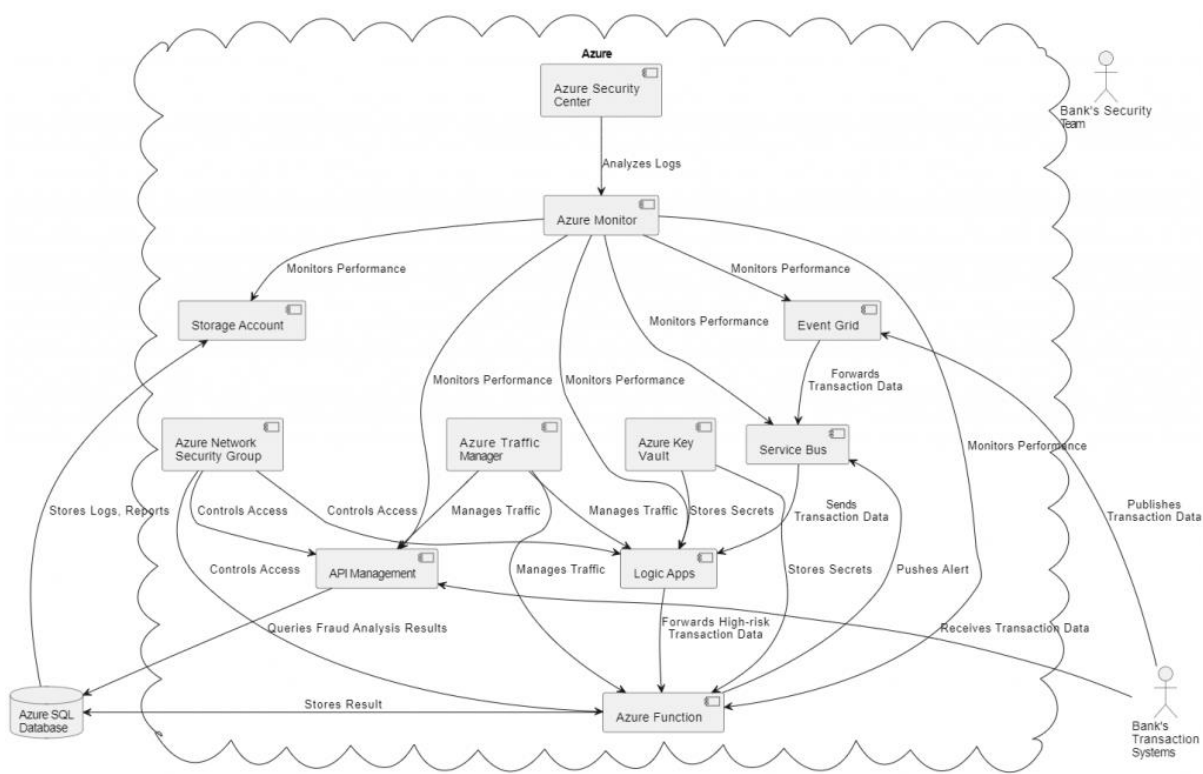 Azure
Azure Security
Center
Bank's Security
Team
Analyzes Logs
Azure Monitor
Monitors Performance
Monitors Performance
Storage Account
Event Grid
Monitors Performance
Monitors Performance
Monitors Performance
Forwards
Transaction Data
Azure Network
Security Group
Azure Traffic
Manager
Azure Key
Vault
Service Bus
Monitors Performance
Stores Logs, Reports
Controls Access
Controls Access
Manages Traffic
Manages Traffic
Stores Secrets
Sends
Transaction Data
Publishes
Transaction Data
API Management
Logic Apps
Controls Access
Manages Traffic
Stores Secrets
Pushes Alert
Queries Fraud Analysis Results
Forwards High-risk
Transaction Data
Receives Transaction Data
Stores Result
Azure SQL
Database
Azure Function
Bank's
Transaction
Systems